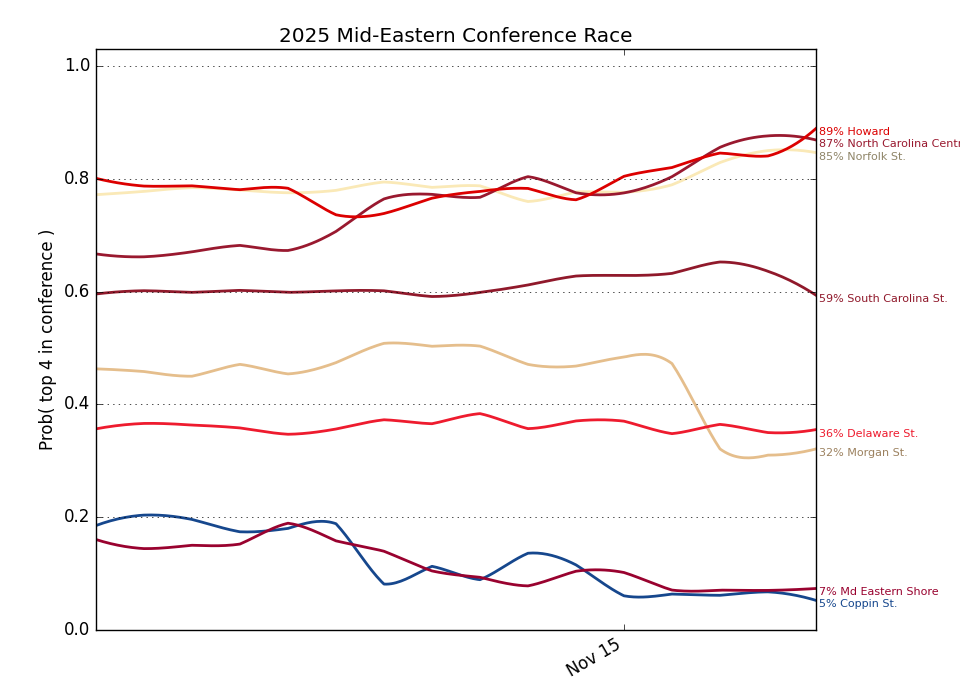 2025 Mid-Eastern Conference Race
Prob( top 4 in conference )
1.0
0.8
0.6
0.4
0.2
0.0
Nov 15
89% Howard
87% North Carolina Centr
85% Norfolk St.
59% South Carolina St.
36% Delaware St.
32% Morgan St.
7% Md Eastern Shore
5% Coppin St.